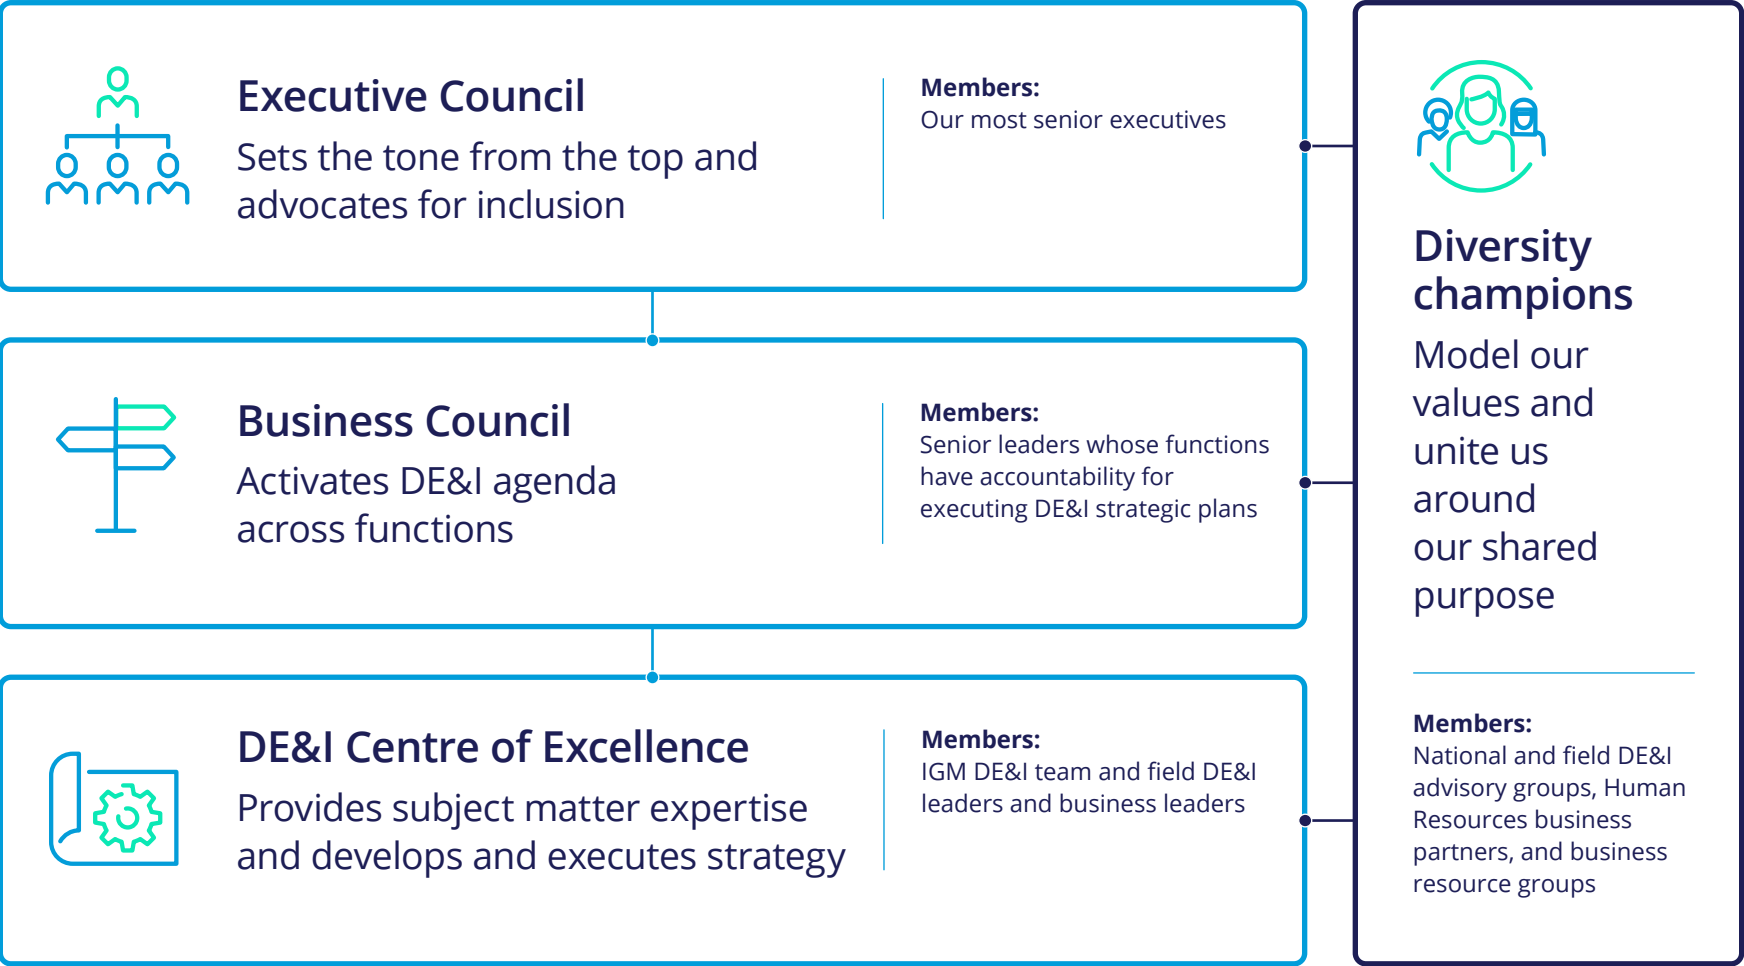 Executive Council
Sets the tone from the top and
advocates for inclusion
Members:
Our most senior executives
Business Council
Activates DE&I agenda
across functions
Members:
Senior leaders whose functions
have accountability for
executing DE&I strategic plans
DE&I Centre of Excellence
Provides subject matter expertise
and develops and executes strategy
Members:
IGM DE&I team and field DE&I
leaders and business leaders
Diversity
champions
Model our
values and
unite us
around
our shared
purpose
Members:
National and field DE&I
advisory groups, Human
Resources business
partners, and business
resource groups